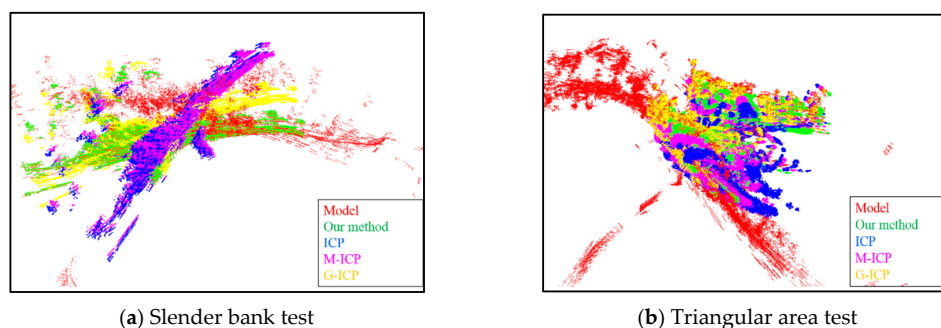 Model
Our method
ICP
M-ICP
G-ICP
Model
Our method
ICP
M-ICP
G-ICP
(a) Slender bank test
(b) Triangular area test